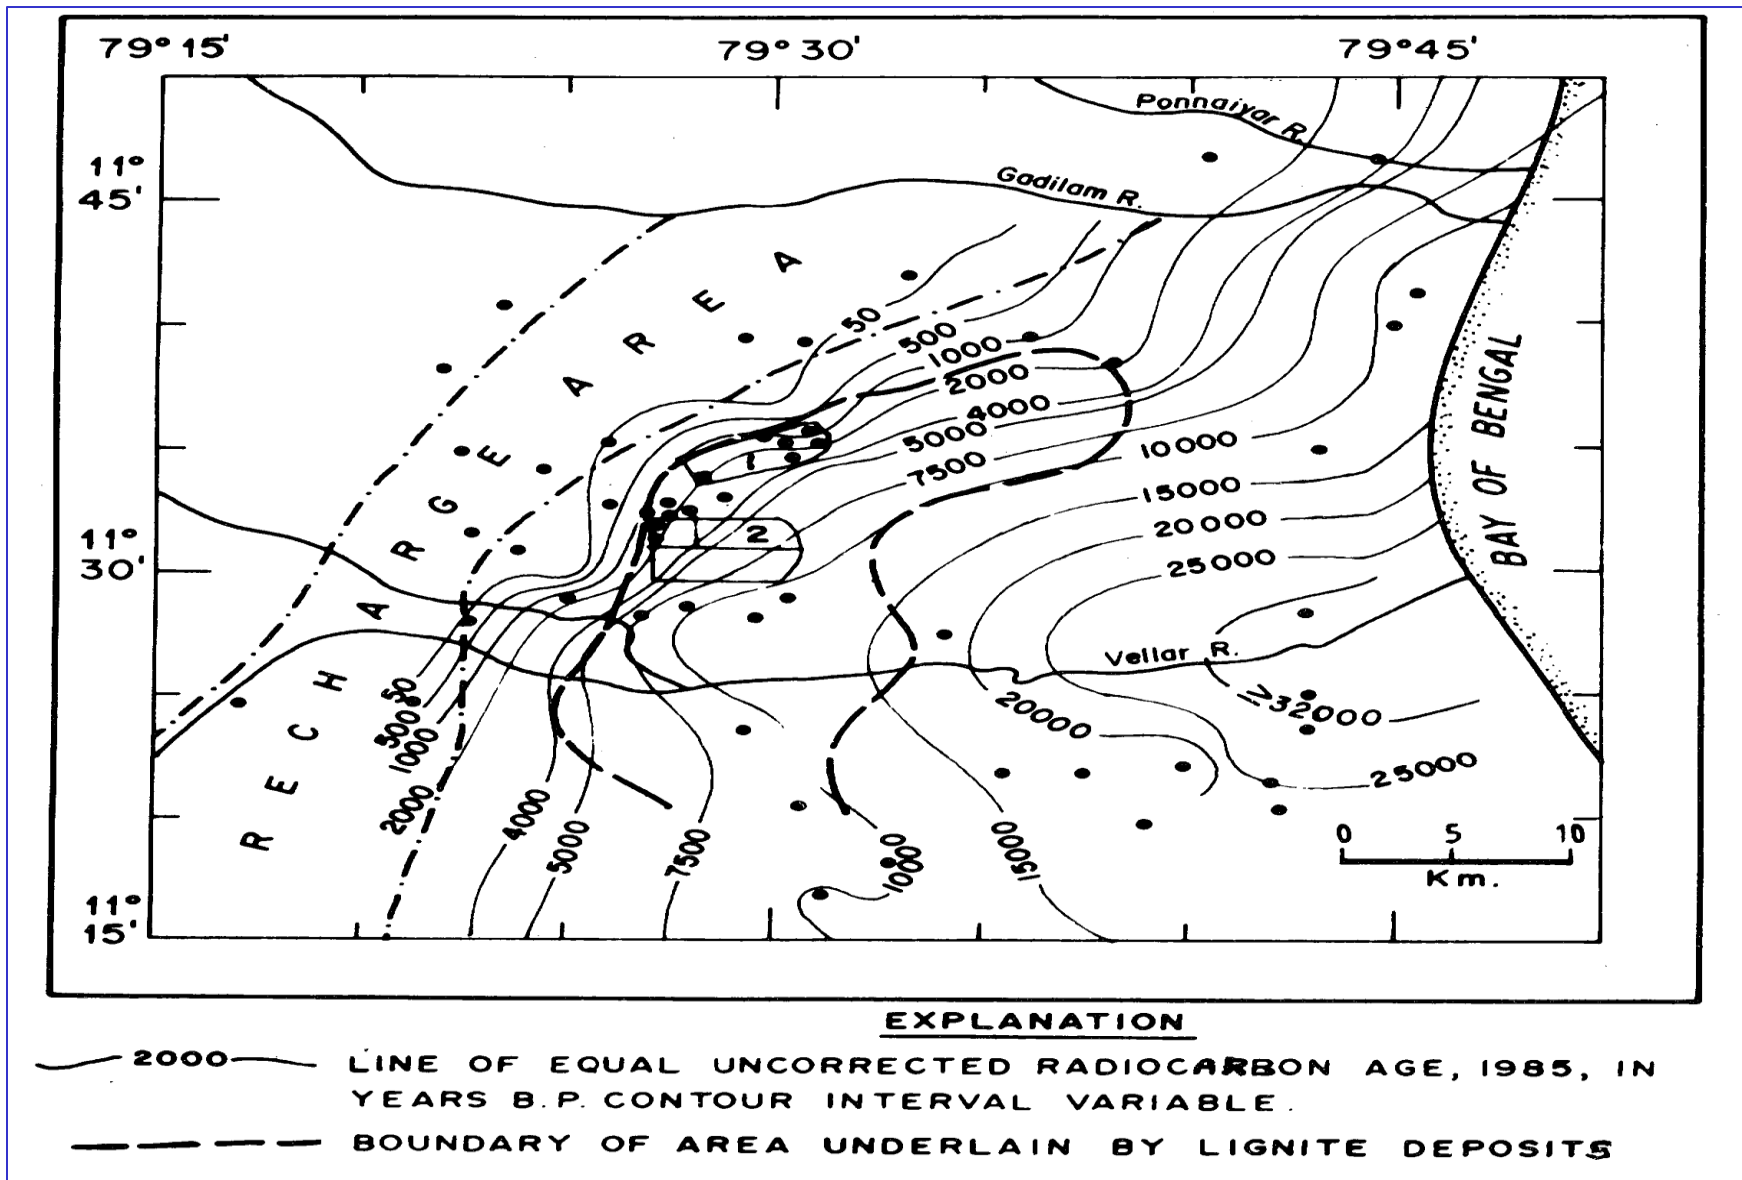 79° 15' 79° 30' 79° 45'
Ponnaiyar R.
11°
45'
Gadilam R.
RECHARGE AREA
50
500
1000
2000
4000
5000
7500
10000
15000
20000
25000
1
2
BAY OF BENGAL
11°
30'
Vellar R.
≥32000
50
500
1000
2000
4000
5000
7500
1000
15000
20000
25000
0 5 10
Km.
11°
15'
EXPLANATION
2000 LINE OF EQUAL UNCORRECTED RADIOCARBON AGE, 1985, IN
YEARS B.P. CONTOUR INTERVAL VARIABLE.
BOUNDARY OF AREA UNDERLAIN BY LIGNITE DEPOSITS